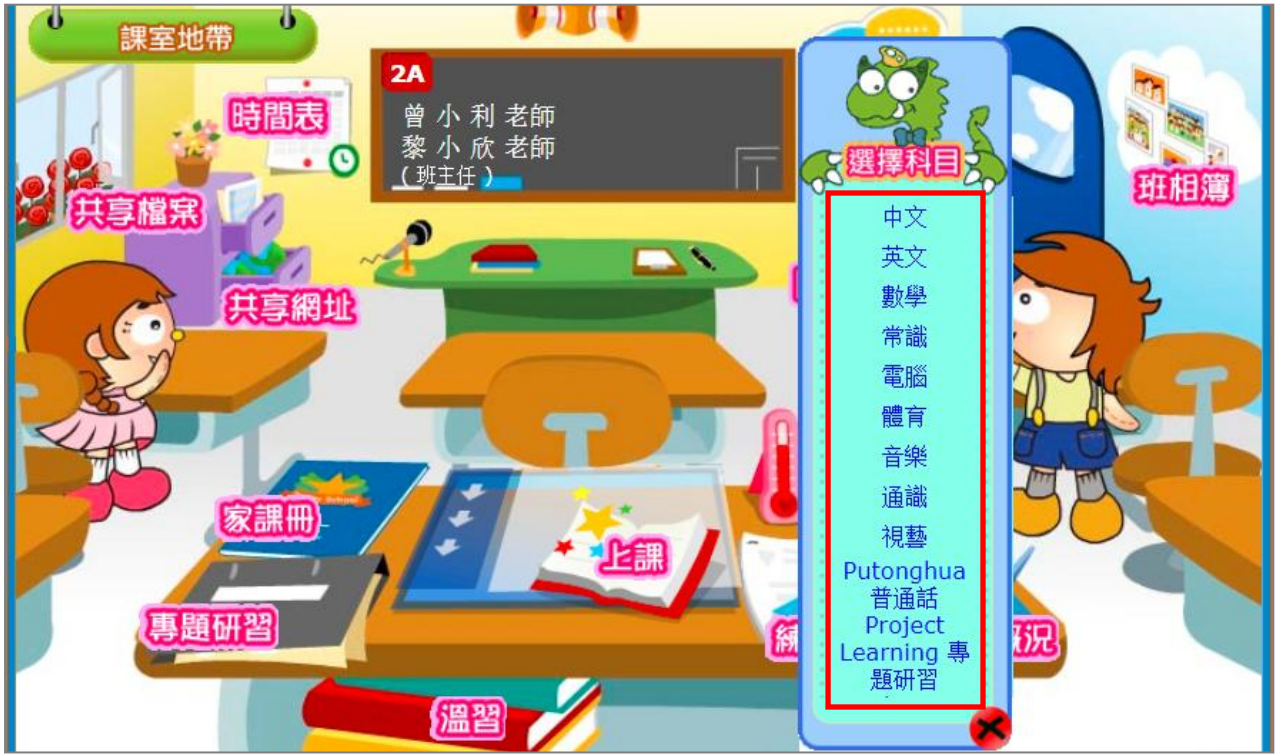 課室地帶
2A
曾 小 利 老師
黎 小 欣 老師
( 班主任 )
時間表
選擇科目
班相簿
共享檔案
共享網址
中文
英文
數學
常識
電腦
體育
音樂
通識
視藝
Putonghua
普通話
Project
Learning 專
題研習
家課冊
上課
專題研習
練
況
溫習